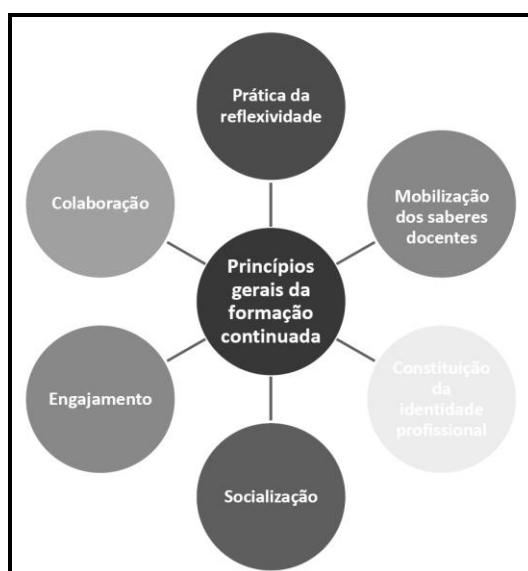 Prática da
reflexividade
Colaboração
Mobilização
dos saberes
docentes
Princípios
gerais da
formação
continuada
Engajamento
Constituição
da
identidade
profissional
Socialização